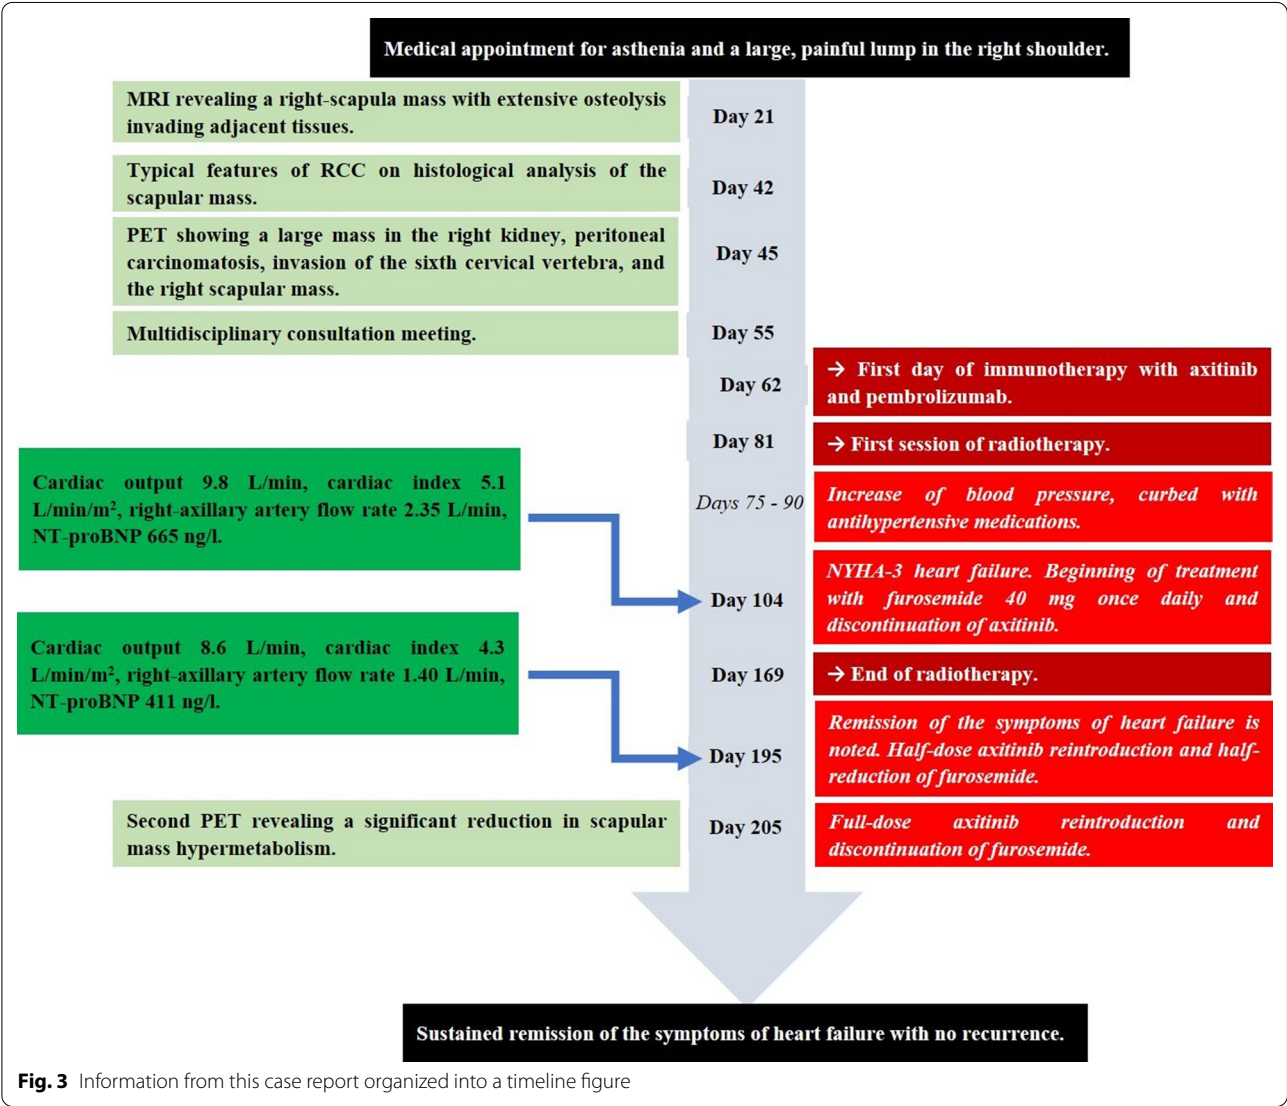 Medical appointment for asthenia and a large, painful lump in the right shoulder.
MRI revealing a right-scapula mass with extensive osteolysis
invading adjacent tissues.
Day 21
Typical features of RCC on histological analysis of the
scapular mass.
Day 42
PET showing a large mass in the right kidney, peritoneal
carcinomatosis, invasion of the sixth cervical vertebra, and
the right scapular mass.
Day 45
Multidisciplinary consultation meeting.
Day 55
Day 62
→ First day of immunotherapy with axitinib
and pembrolizumab.
Day 81
→ First session of radiotherapy.
Days 75 - 90
Increase of blood pressure, curbed with
antihypertensive medications.
Cardiac output 9.8 L/min, cardiac index 5.1
L/min/m², right-axillary artery flow rate 2.35 L/min,
NT-proBNP 665 ng/l.
Day 104
NYHA-3 heart failure. Beginning of treatment
with furosemide 40 mg once daily and
discontinuation of axitinib.
Day 169
→ End of radiotherapy.
Cardiac output 8.6 L/min, cardiac index 4.3
L/min/m², right-axillary artery flow rate 1.40 L/min,
NT-proBNP 411 ng/l.
Day 195
Remission of the symptoms of heart failure is
noted. Half-dose axitinib reintroduction and half-
reduction of furosemide.
Second PET revealing a significant reduction in scapular
mass hypermetabolism.
Day 205
Full-dose axitinib reintroduction and
discontinuation of furosemide.
Sustained remission of the symptoms of heart failure with no recurrence.
Fig. 3 Information from this case report organized into a timeline figure